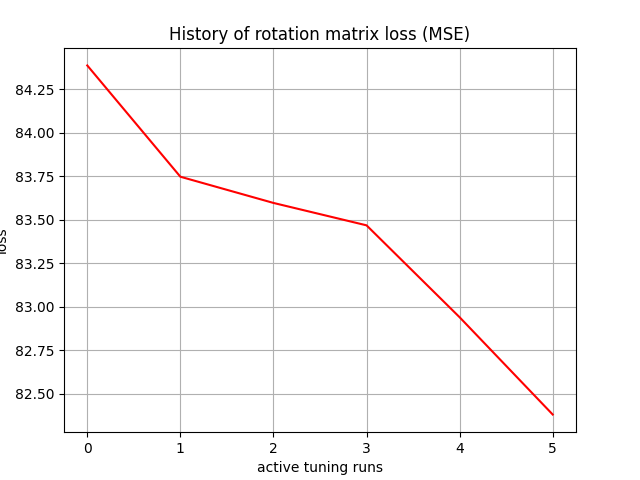 History of rotation matrix loss (MSE)
84.25
84.00
83.75
83.50
83.25
83.00
82.75
82.50
loss
0 1 2 3 4 5
active tuning runs